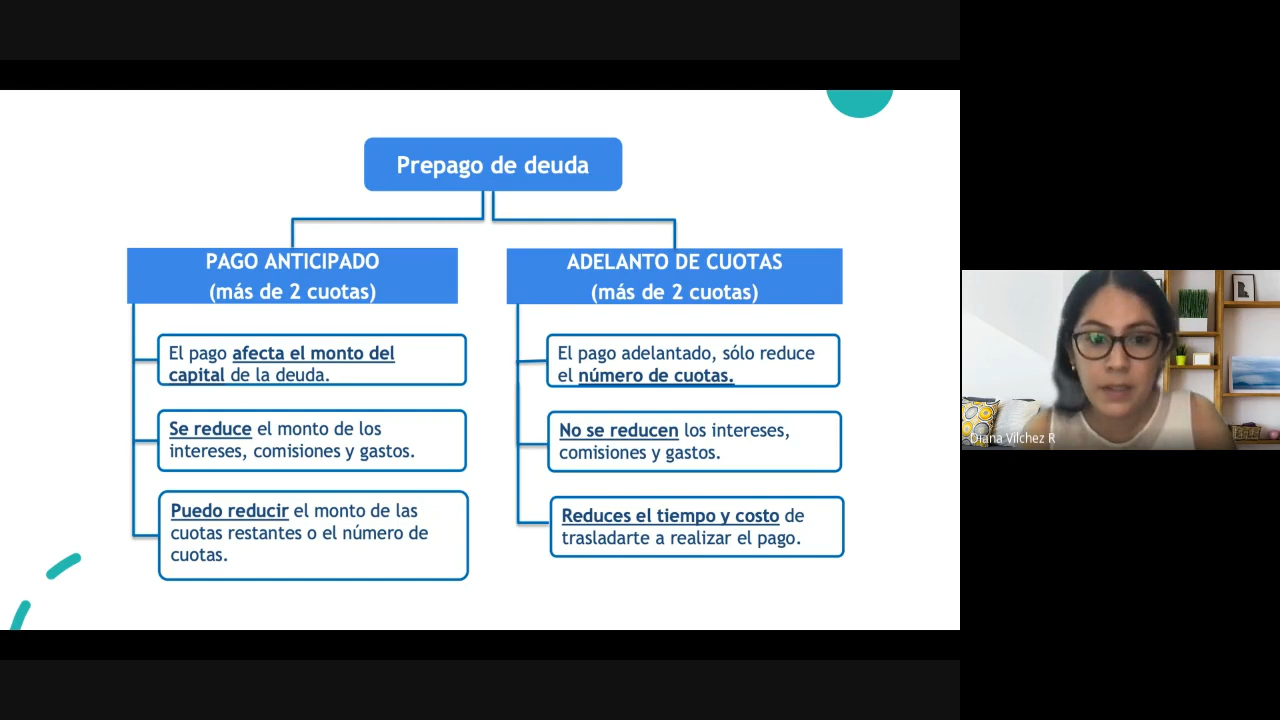 Prepago de deuda
PAGO ANTICIPADO
(más de 2 cuotas)
El pago afecta el monto del
capital de la deuda.
Se reduce el monto de los
intereses, comisiones y gastos.
Puedo reducir el monto de las
cuotas restantes o el número de
cuotas.
ADELANTO DE CUOTAS
(más de 2 cuotas)
El pago adelantado, sólo reduce
el número de cuotas.
No se reducen los intereses,
comisiones y gastos.
Reduces el tiempo y costo de
trasladarte a realizar el pago.
Diana Vilchez R